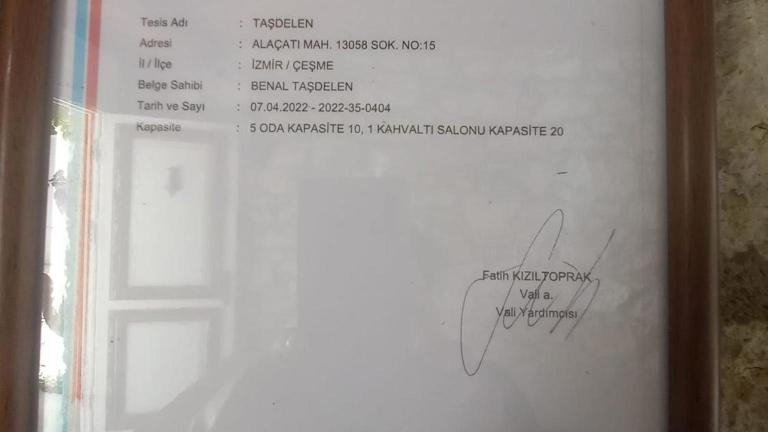 Tesis Adı : TAŞDELEN
Adresi : ALAÇATI MAH. 13058 SOK. NO:15
İl / İlçe : İZMİR / ÇEŞME
Belge Sahibi : BENAL TAŞDELEN
Tarih ve Sayı : 07.04.2022 - 2022-35-0404
Kapasite : 5 ODA KAPASİTE 10, 1 KAHVALTI SALONU KAPASİTE 20
Fatih KIZILTOPRAK
Vali a.
Vali Yardımcısı